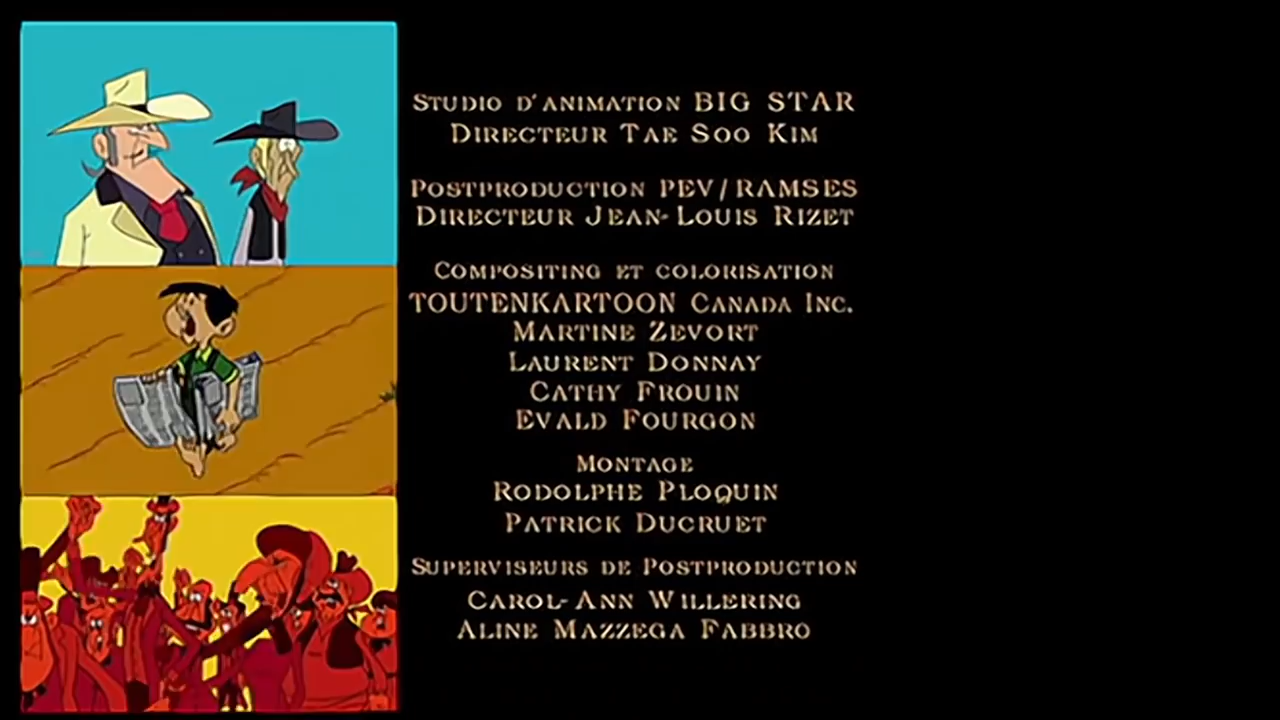 STUDIO D'ANIMATION BIG STAR
DIRECTEUR TAE SOO KIM
POSTPRODUCTION PEV/RAMSES
DIRECTEUR JEAN-LOUIS RIZET
COMPOSITING ET COLORISATION
TOUTENKARTOON CANADA INC.
MARTINE ZEVORT
LAURENT DONNAY
CATHY FROUIN
EVALD FOURGON
MONTAGE
RODOLPHE PLOQUIN
PATRICK DUCRUET
SUPERVISEURS DE POSTPRODUCTION
CAROL-ANN WILLERING
ALINE MAZZEGA FABBRO